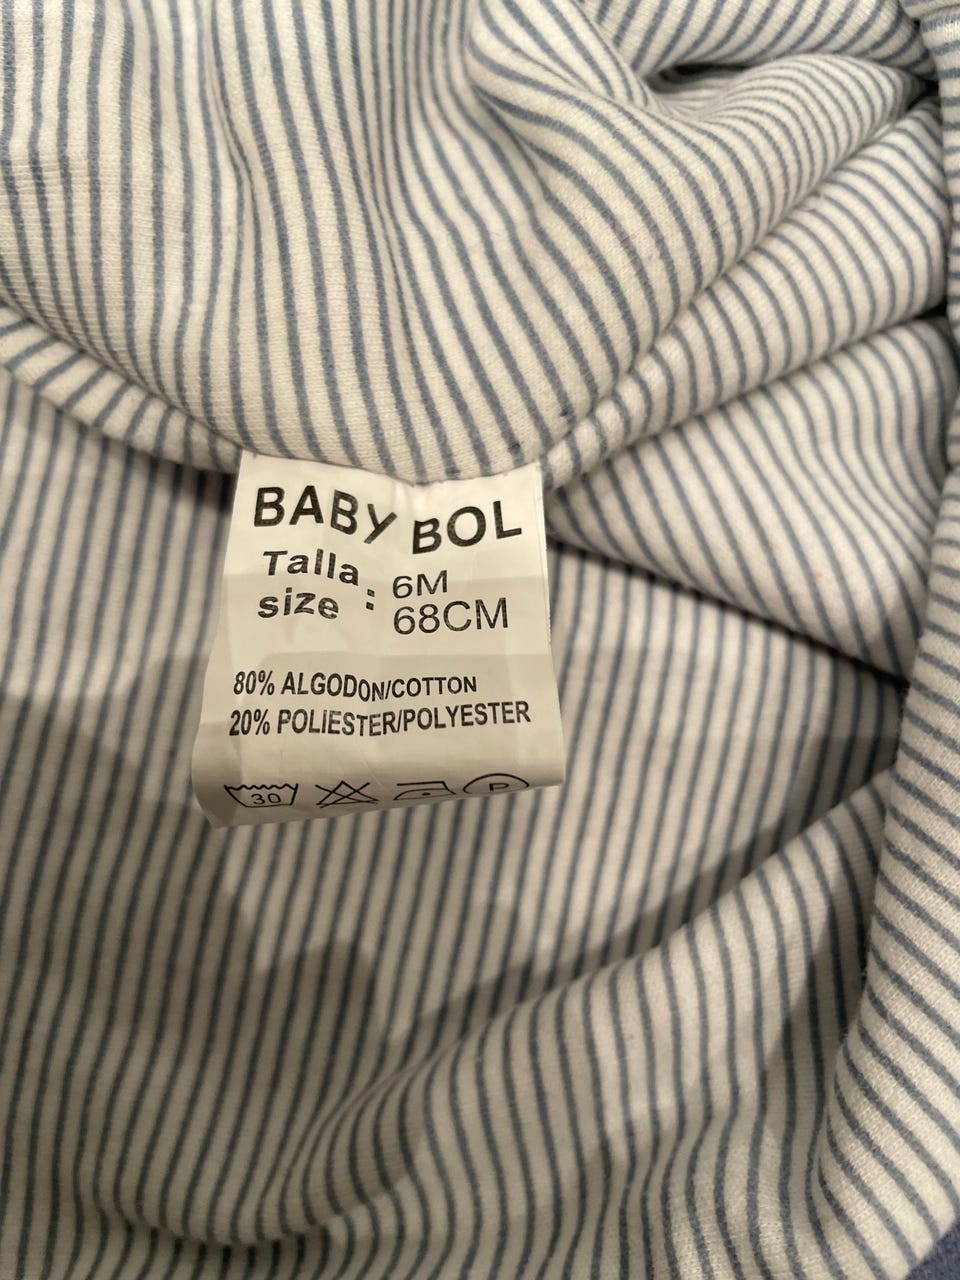 BABY BOL
Talla : 6M
size 68CM
80% ALGODON/COTTON
20% POLIESTER/POLYESTER
30 P